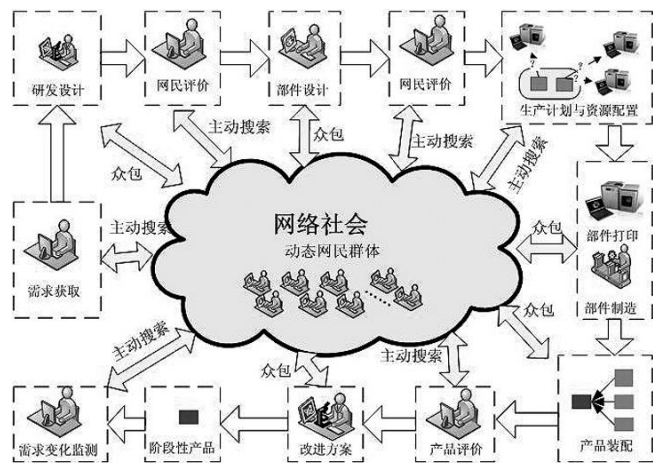 研发设计
网民评价
部件设计
网民评价
?
?
?
生产计划与资源配置
众包
主动搜索
众包
主动搜索
主动搜索
需求获取
主动搜索
网络社会
动态网民群体
众包
部件打印
部件制造
主动搜索
众包
主动搜索
众包
需求变化监测
阶段性产品
改进方案
产品评价
产品装配